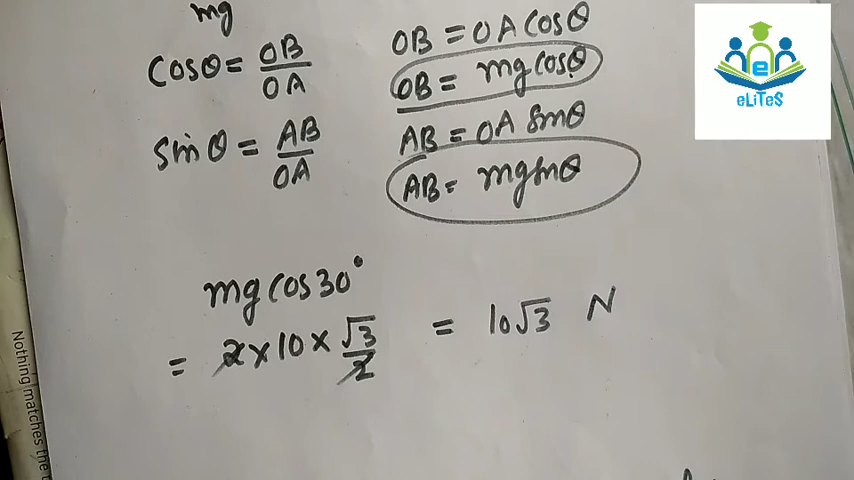 mg
Cosθ = OB/OA
OB = OA Cosθ
OB = mg cosθ
Sinθ = AB/OA
AB = OA Sinθ
AB = mg sinθ
mg cos 30°
= 2 × 10 × √3/2 = 10√3 N
eLiTeS
Nothing matches the